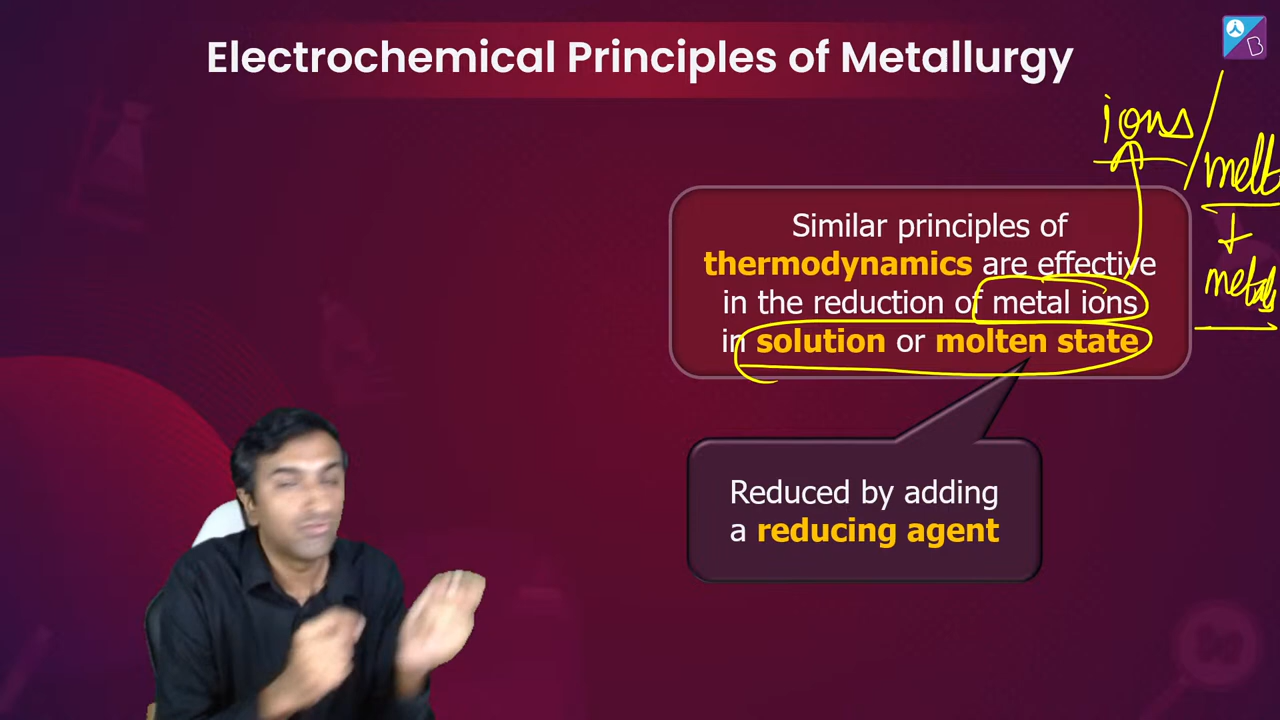 Electrochemical Principles of Metallurgy
ions/
melt
+
metals
Similar principles of
thermodynamics are effective
in the reduction of metal ions
in solution or molten state
Reduced by adding
a reducing agent
B